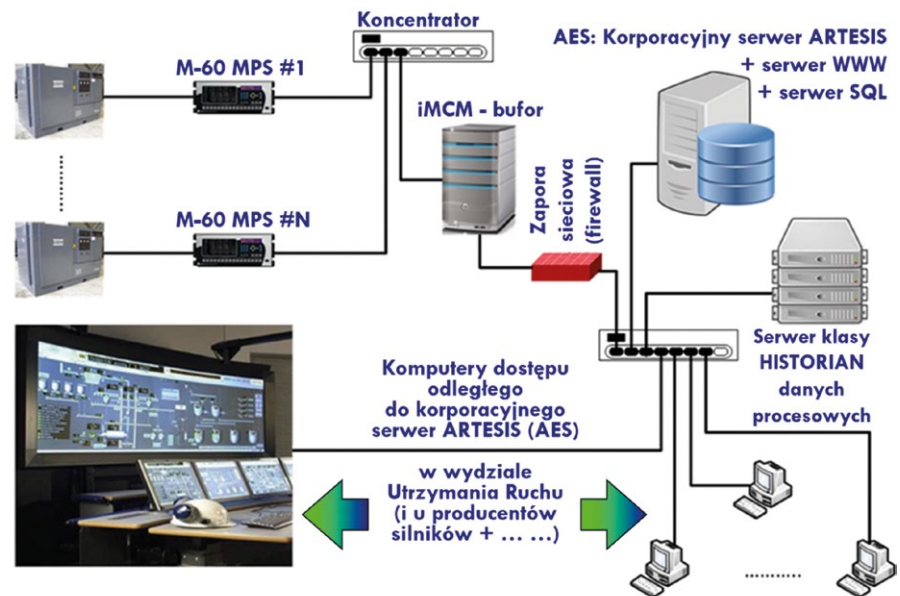 Koncentrator
M-60 MPS #1
AES: Korporacyjny serwer ARTESIS
+ serwer WWW
+ serwer SQL
iMCM - bufor
M-60 MPS #N
Zapora
sieciowa
(firewall)
Serwer klasy
HISTORIAN
danych
procesowych
Komputery dostępu
odległego
do korporacyjnego
serwer ARTESIS (AES)
w wydziale
Utrzymania Ruchu
(i u producentów
silników + ... ...)